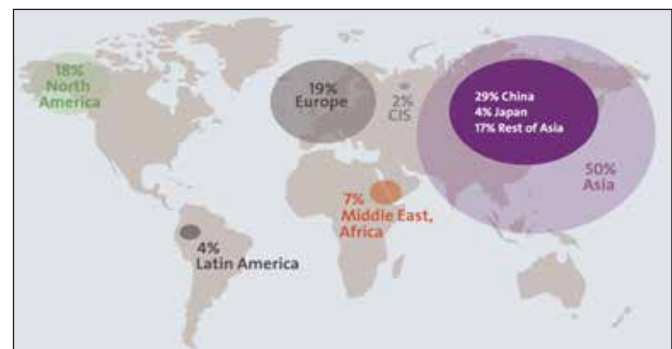 18%
North
America
19%
Europe
2%
CIS
29% China
4% Japan
17% Rest of Asia
50%
Asia
7%
Middle East,
Africa
4%
Latin America